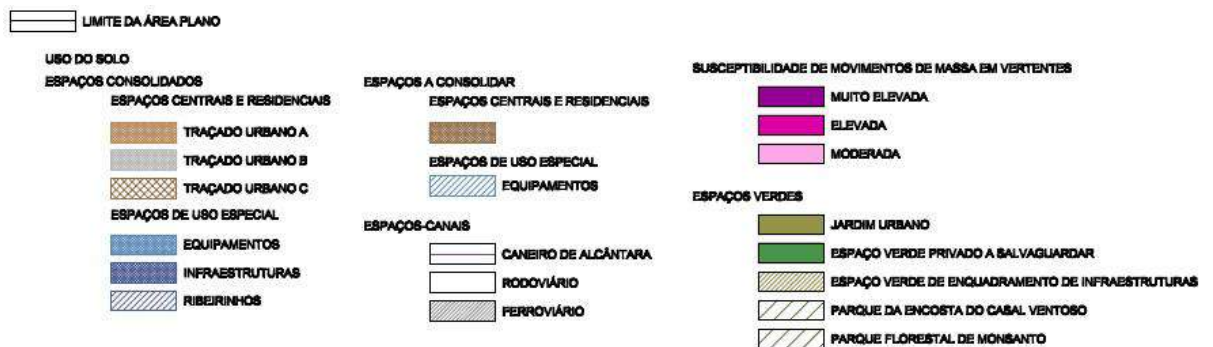 LIMITE DA ÁREA PLANO
USO DO SOLO
ESPAÇOS CONSOLIDADOS
ESPAÇOS CENTRAIS E RESIDENCIAIS
TRAÇADO URBANO A
TRAÇADO URBANO B
TRAÇADO URBANO C
ESPAÇOS DE USO ESPECIAL
EQUIPAMENTOS
INFRAESTRUTURAS
RIBEIRINHOS
ESPAÇOS A CONSOLIDAR
ESPAÇOS CENTRAIS E RESIDENCIAIS
ESPAÇOS DE USO ESPECIAL
EQUIPAMENTOS
ESPAÇOS-CANAIS
CANEIRO DE ALCÂNTARA
RODOVIÁRIO
FERROVIÁRIO
SUSCEPTIBILIDADE DE MOVIMENTOS DE MASSA EM VERTENTES
MUITO ELEVADA
ELEVADA
MODERADA
ESPAÇOS VERDES
JARDIM URBANO
ESPAÇO VERDE PRIVADO A SALVAGUARDAR
ESPAÇO VERDE DE ENQUADRAMENTO DE INFRAESTRUTURAS
PARQUE DA ENCOSTA DO CASAL VENTOSO
PARQUE FLORESTAL DE MONSANTO